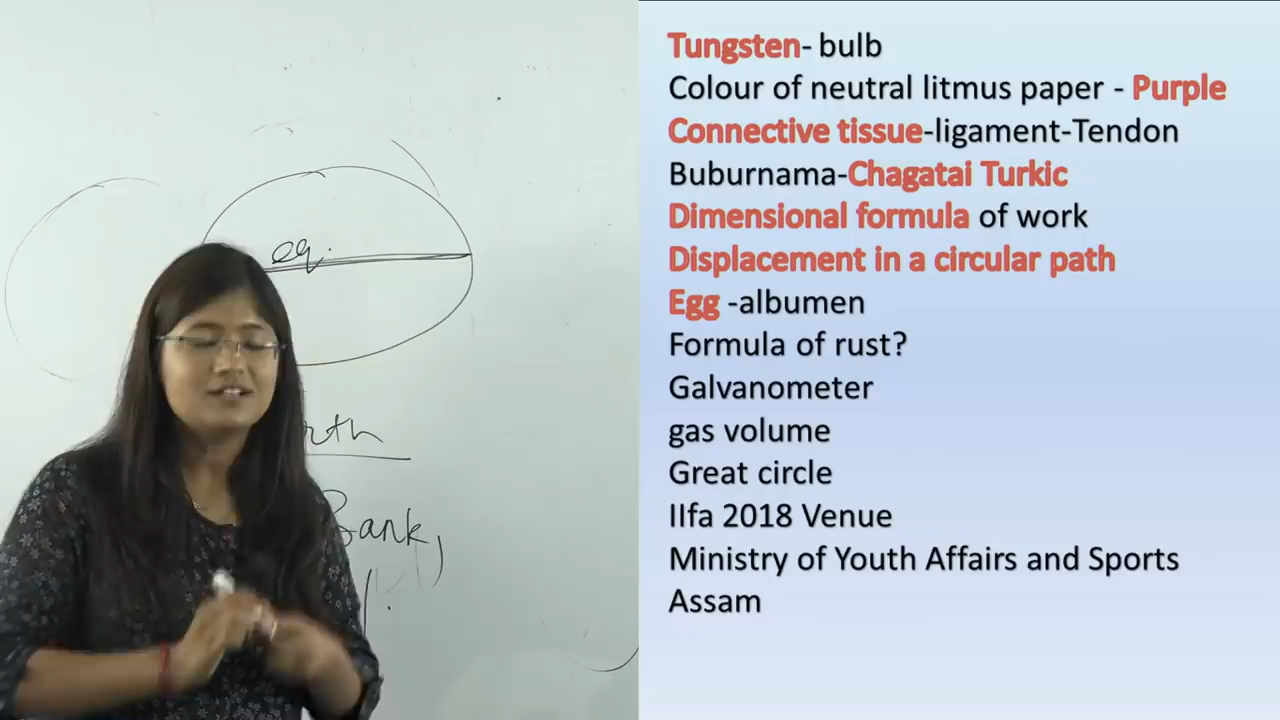 eq.
Bank,
Tungsten- bulb
Colour of neutral litmus paper - Purple
Connective tissue-ligament-Tendon
Buburnama-Chagatai Turkic
Dimensional formula of work
Displacement in a circular path
Egg -albumen
Formula of rust?
Galvanometer
gas volume
Great circle
IIfa 2018 Venue
Ministry of Youth Affairs and Sports
Assam